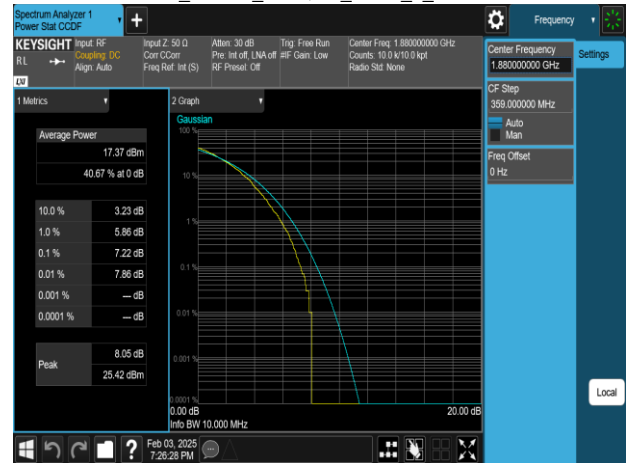 Spectrum Analyzer 1
Power Stat CCDF
Frequency
KEYSIGHT
RL
LXI
Input: RF
Coupling: DC
Align: Auto
Input Z: 50 Ω
Corr CCorr
Freq Ref: Int (S)
Atten: 30 dB
Pre: Int off, LNA off
RF Presel: Off
Trig: Free Run
#IF Gain: Low
Center Freq: 1.880000000 GHz
Counts: 10.0 k/10.0 kpt
Radio Std: None
Center Frequency
1.880000000 GHz
Settings
CF Step
359.000000 MHz
Auto
Man
Freq Offset
0 Hz
1 Metrics
Average Power
17.37 dBm
40.67 % at 0 dB
10.0 % 3.23 dB
1.0 % 5.86 dB
0.1 % 7.22 dB
0.01 % 7.86 dB
0.001 % --- dB
0.0001 % --- dB
Peak
8.05 dB
25.42 dBm
2 Graph
Gaussian
100 %
10 %
1 %
0.1 %
0.01 %
0.001 %
0.0001 %
0.00 dB 20.00 dB
Info BW 10.000 MHz
Local
Feb 03, 2025
7:26:28 PM